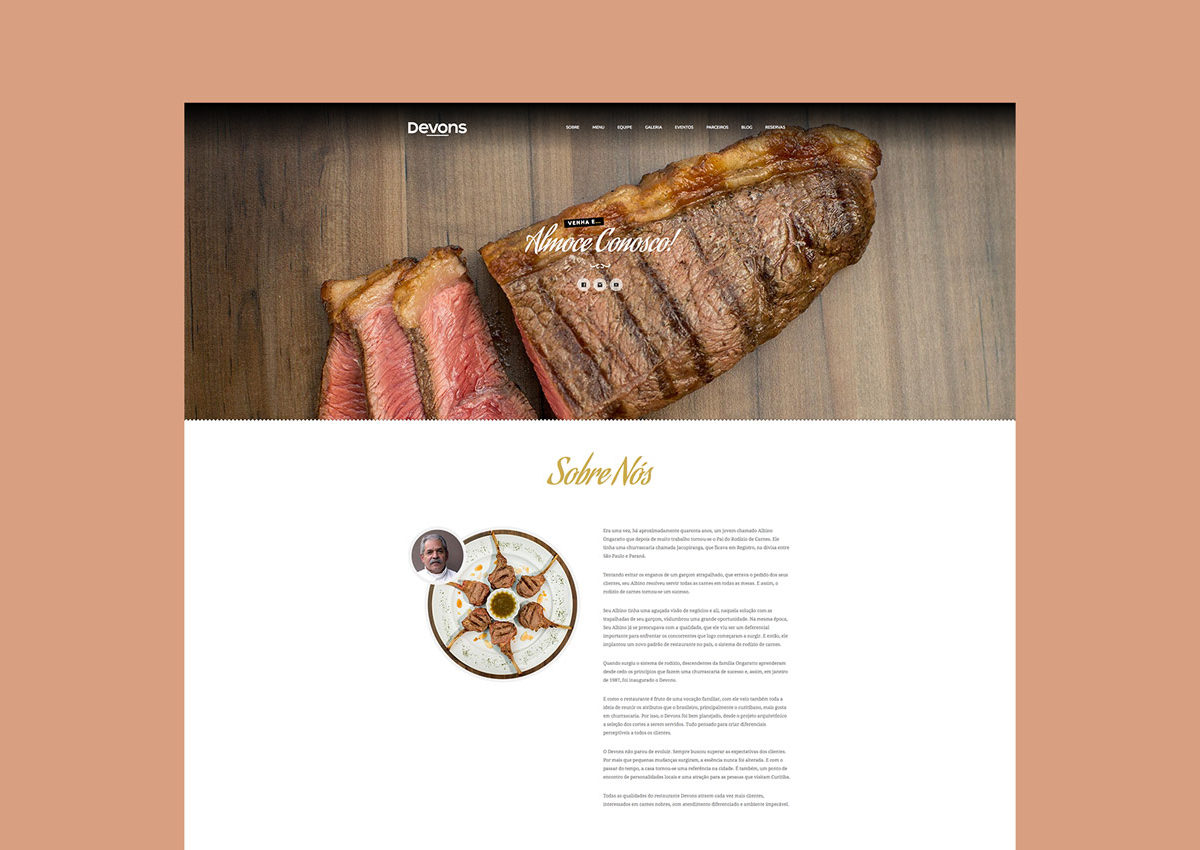 Devons
SOBRE MENU EQUIPE GALERIA EVENTOS PARCEIROS BLOG RESERVAS
VENHA E...
Almoce Conosco!
Sobre Nós
Era uma vez, há aproximadamente quarenta anos, um jovem chamado Albino
Ongaratto que depois de muito trabalho tornou-se o Pai do Rodízio de Carnes. Ele
tinha uma churrascaria chamada Jacupiranga, que ficava em Registro, na divisa entre
São Paulo e Paraná.
Tentando evitar os enganos de um garçom atrapalhado, que errava o pedido dos seus
clientes, seu Albino resolveu servir todas as carnes em todas as mesas. E assim, o
rodízio de carnes tornou-se um sucesso.
Seu Albino tinha uma aguçada visão de negócios e ali, naquela solução com as
trapalhadas de seu garçom, vislumbrou uma grande oportunidade. Na mesma época,
Seu Albino já se preocupava com a qualidade, que ele viu ser um deferencial
importante para enfrentar os concorrentes que logo começaram a surgir. E então, ele
implantou um novo padrão de restaurante no país, o sistema de rodízio de carnes.
Quando surgiu o sistema de rodízio, descendentes da família Ongaratto aprenderam
desde cedo os princípios que fazem uma churrascaria de sucesso e, assim, em janeiro
de 1987, foi inaugurado o Devons.
E como o restaurante é fruto de uma vocação familiar, com ele veio também toda a
ideia de reunir os atributos que o brasileiro, principalmente o curitibano, mais gosta
em churrascaria. Por isso, o Devons foi bem planejado, desde o projeto arquitetônico
a seleção dos cortes a serem servidos. Tudo pensado para criar diferenciais
perceptíveis a todos os clientes.
O Devons não parou de evoluir. Sempre buscou superar as expectativas dos clientes.
Por mais que pequenas mudanças surgiram, a essência nunca foi alterada. E com o
passar do tempo, a casa tornou-se uma referência na cidade. É também, um ponto de
encontro de personalidades locais e uma atração para as pessoas que visitam Curitiba.
Todas as qualidades do restaurante Devons atraem cada vez mais clientes,
interessados em carnes nobres, com atendimento diferenciado e ambiente impecável.